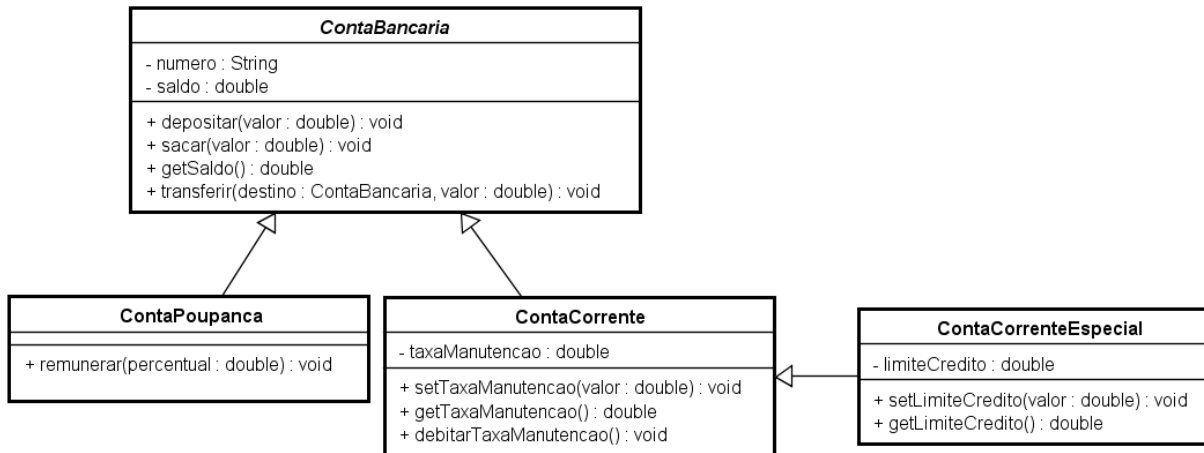 ContaBancaria
- numero : String
- saldo : double
+ depositar(valor : double) : void
+ sacar(valor : double) : void
+ getSaldo() : double
+ transferir(destino : ContaBancaria, valor : double) : void
ContaPoupanca
+ remunerar(percentual : double) : void
ContaCorrente
- taxaManutencao : double
+ setTaxaManutencao(valor : double) : void
+ getTaxaManutencao() : double
+ debitarTaxaManutencao() : void
ContaCorrenteEspecial
- limiteCredito : double
+ setLimiteCredito(valor : double) : void
+ getLimiteCredito() : double